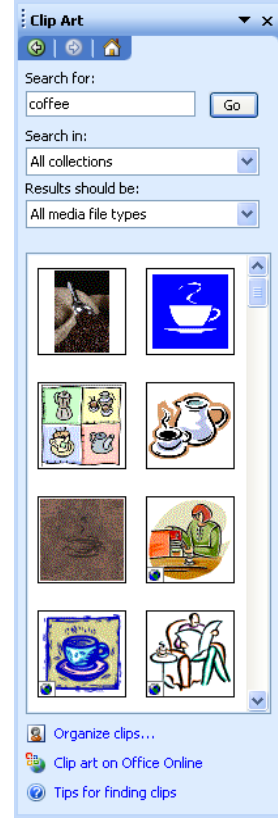 Clip Art
Search for:
coffee
Go
Search in:
All collections
Results should be:
All media file types
Organize clips...
Clip art on Office Online
Tips for finding clips